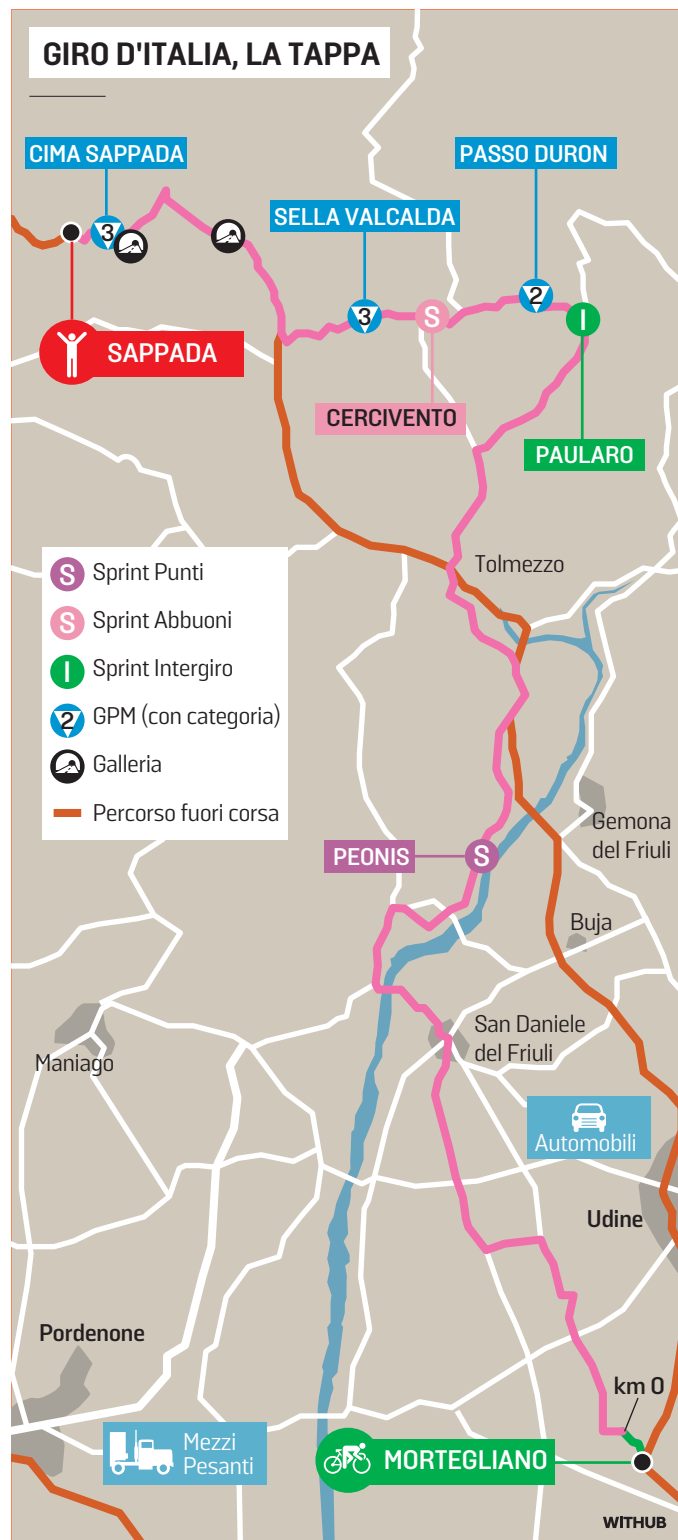 GIRO D'ITALIA, LA TAPPA
CIMA SAPPADA
PASSO DURON
SELLA VALCALDA
3
2
3
S
I
SAPPADA
CERCIVENTO
PAULARO
Tolmezzo
S Sprint Punti
S Sprint Abbuoni
I Sprint Intergiro
2 GPM (con categoria)
Galleria
Percorso fuori corsa
Gemona
del Friuli
PEONIS
S
Buja
San Daniele
del Friuli
Maniago
Automobili
Udine
Pordenone
km 0
Mezzi
Pesanti
MORTEGLIANO
WITHUB